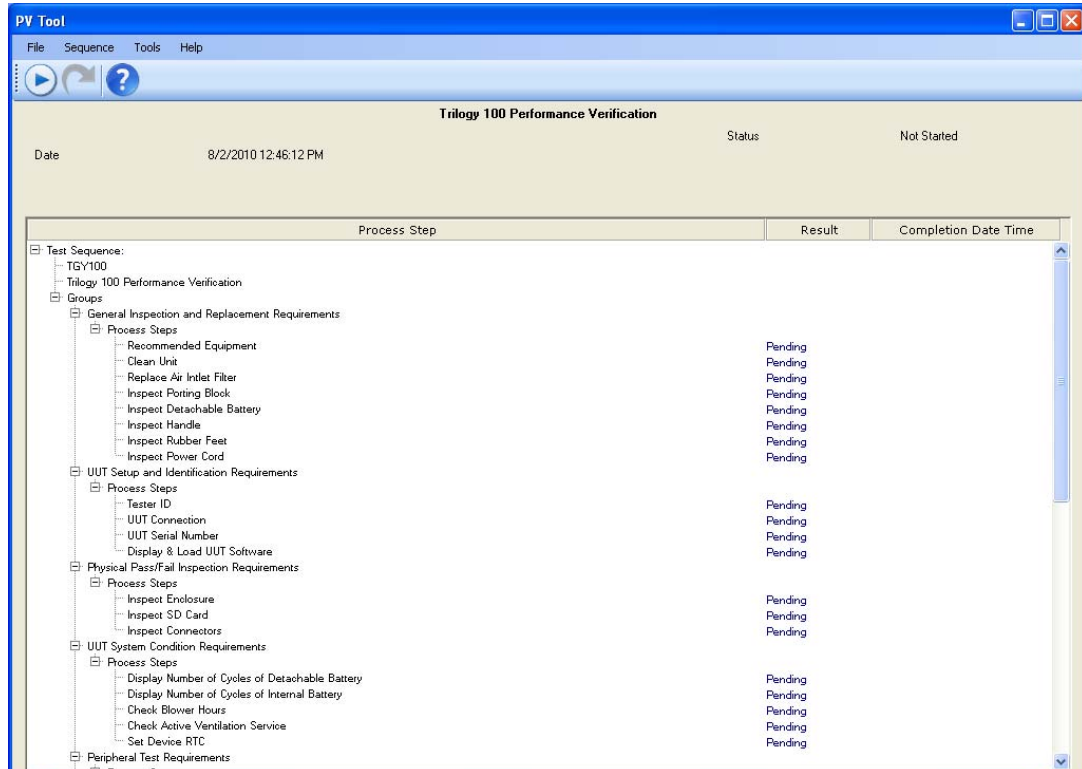 PV Tool
File Sequence Tools Help
Trilogy 100 Performance Verification
Status Not Started
Date 8/2/2010 12:46:12 PM
Process Step Result Completion Date Time
Test Sequence:
TGY100
Trilogy 100 Performance Verification
Groups
General Inspection and Replacement Requirements
Process Steps
Recommended Equipment Pending
Clean Unit Pending
Replace Air Intlet Filter Pending
Inspect Porting Block Pending
Inspect Detachable Battery Pending
Inspect Handle Pending
Inspect Rubber Feet Pending
Inspect Power Cord Pending
UUT Setup and Identification Requirements
Process Steps
Tester ID Pending
UUT Connection Pending
UUT Serial Number Pending
Display & Load UUT Software Pending
Physical Pass/Fail Inspection Requirements
Process Steps
Inspect Enclosure Pending
Inspect SD Card Pending
Inspect Connectors Pending
UUT System Condition Requirements
Process Steps
Display Number of Cycles of Detachable Battery Pending
Display Number of Cycles of Internal Battery Pending
Check Blower Hours Pending
Check Active Ventilation Service Pending
Set Device RTC Pending
Peripheral Test Requirements